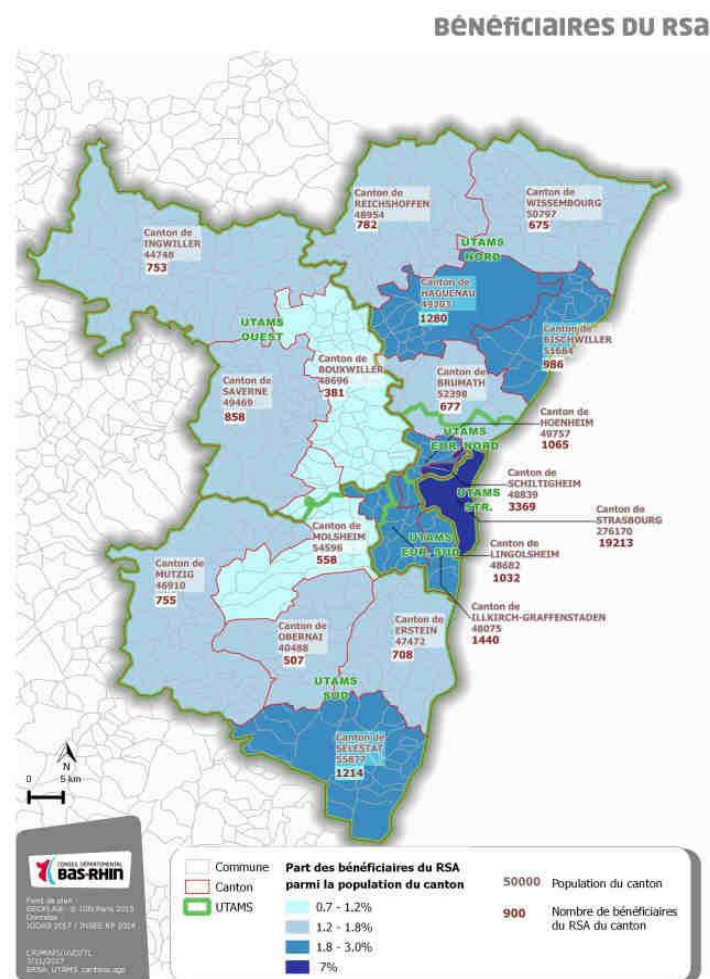 BÉNÉFICIAIRES DU RSA
Canton de
REICHSHOFFEN
48954
782
Canton de
WISSEMBOURG
50797
675
Canton de
INGWILLER
44748
753
UTAMS
NORD
Canton de
HAGUENAU
1280
Canton de
BISCHWILLER
51664
986
UTAMS
OUEST
Canton de
BOUXWILLER
48696
381
Canton de
SAVERNE
49469
858
Canton de
BRUMATH
52398
677
Canton de
HOENHEIM
49757
1065
UTAMS
EUR. NORD
Canton de
SCHILTIGHEIM
48839
3369
UTAMS
STR.
Canton de
STRASBOURG
276170
19213
Canton de
MOLSHEIM
54596
558
UTAMS
EUR. SUD
Canton de
LINGOLSHEIM
48682
1032
Canton de
MUTZIG
46910
755
Canton de
ILLKIRCH-GRAFFENSTADEN
48075
1440
Canton de
OBERNAI
40488
507
Canton de
ERSTEIN
47472
708
UTAMS
SUD
Canton de
SELESTAT
55877
1214
N
0 5 km
CONSEIL DÉPARTEMENTAL
BAS-RHIN
Fond de plan :
Données
Commune
Canton
UTAMS
Part des bénéficiaires du RSA
parmi la population du canton
0.7 - 1.2%
1.2 - 1.8%
1.8 - 3.0%
7%
50000 Population du canton
900 Nombre de bénéficiaires
du RSA du canton